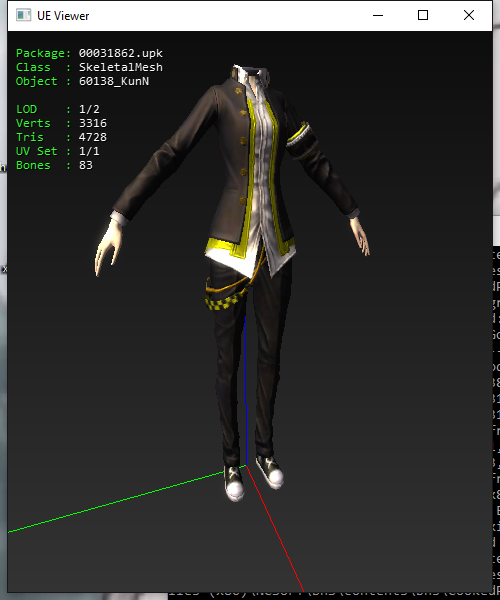 UE Viewer
Package: 00031862.upk
Class : SkeletalMesh
Object : 60138_KunN
LOD : 1/2
Verts : 3316
Tris : 4728
UV Set : 1/1
Bones : 83